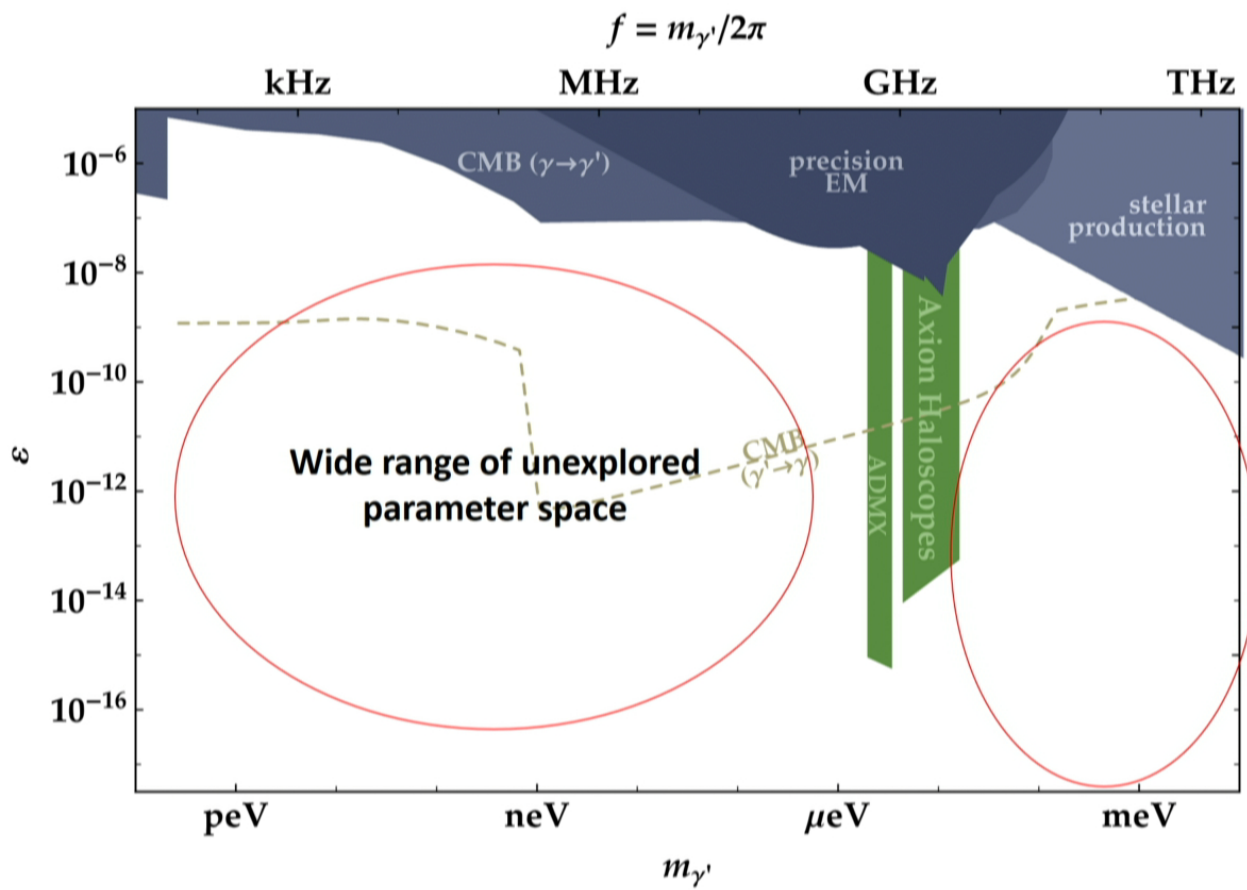 f = m_γ'/2π
kHz MHz GHz THz
10⁻⁶
10⁻⁸
10⁻¹⁰
10⁻¹²
10⁻¹⁴
10⁻¹⁶
ε
CMB (γ→γ')
precision
EM
stellar
production
Axion Haloscopes
ADMX
CMB
(γ'→γ)
Wide range of unexplored
parameter space
peV neV μeV meV
m_γ'